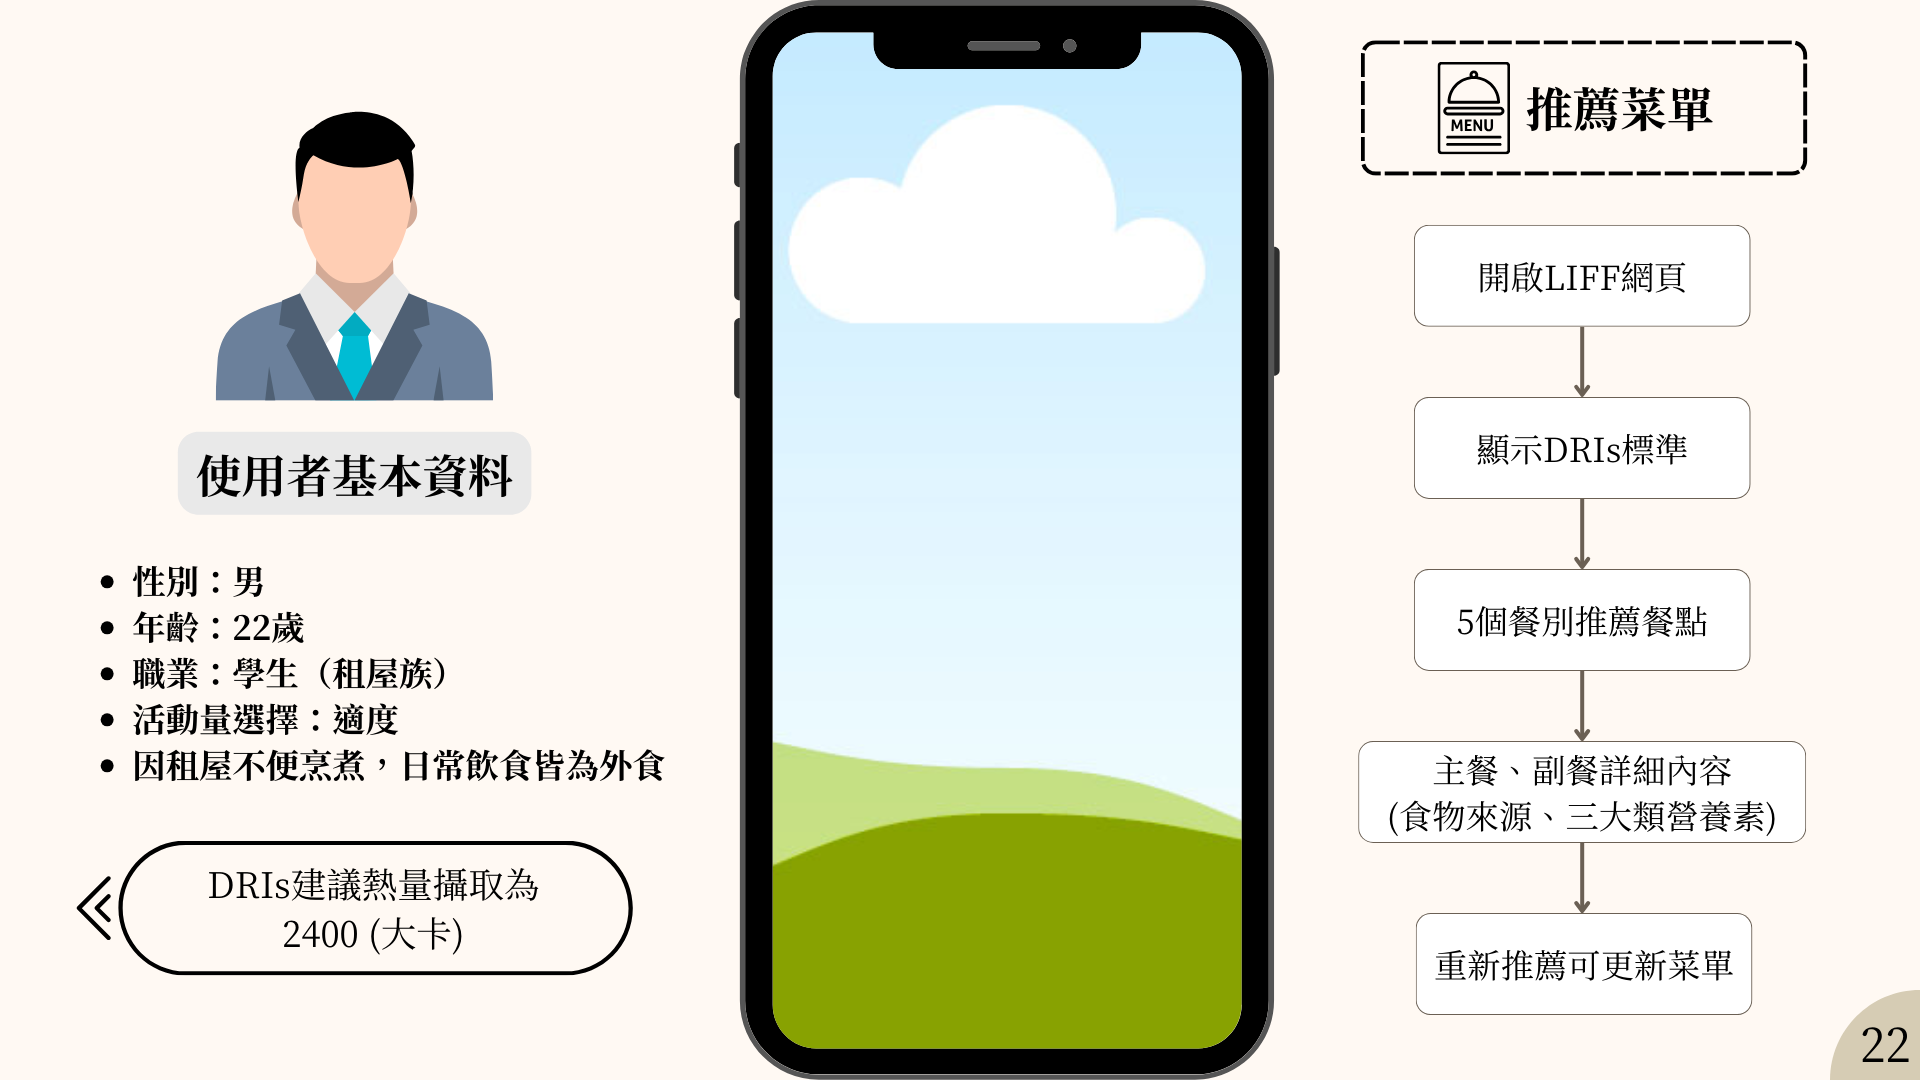 使用者基本資料
性別：男
年齡：22歲
職業：學生（租屋族）
活動量選擇：適度
因租屋不便烹煮，日常飲食皆為外食
DRIs建議熱量攝取為
2400 (大卡)
MENU
推薦菜單
開啟LIFF網頁
顯示DRIs標準
5個餐別推薦餐點
主餐、副餐詳細內容
(食物來源、三大類營養素)
重新推薦可更新菜單
22